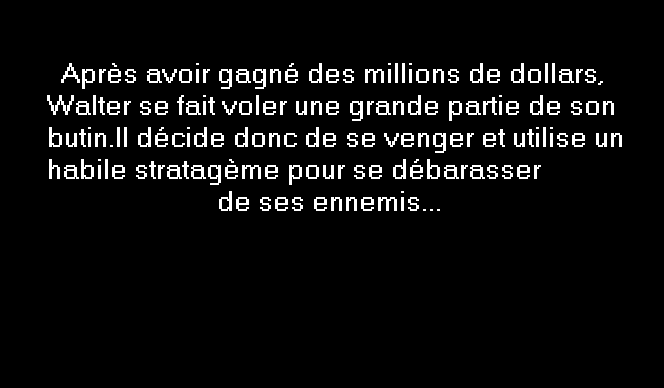 Après avoir gagné des millions de dollars,
Walter se fait voler une grande partie de son
butin.Il décide donc de se venger et utilise un
habile stratagème pour se débarasser
de ses ennemis...